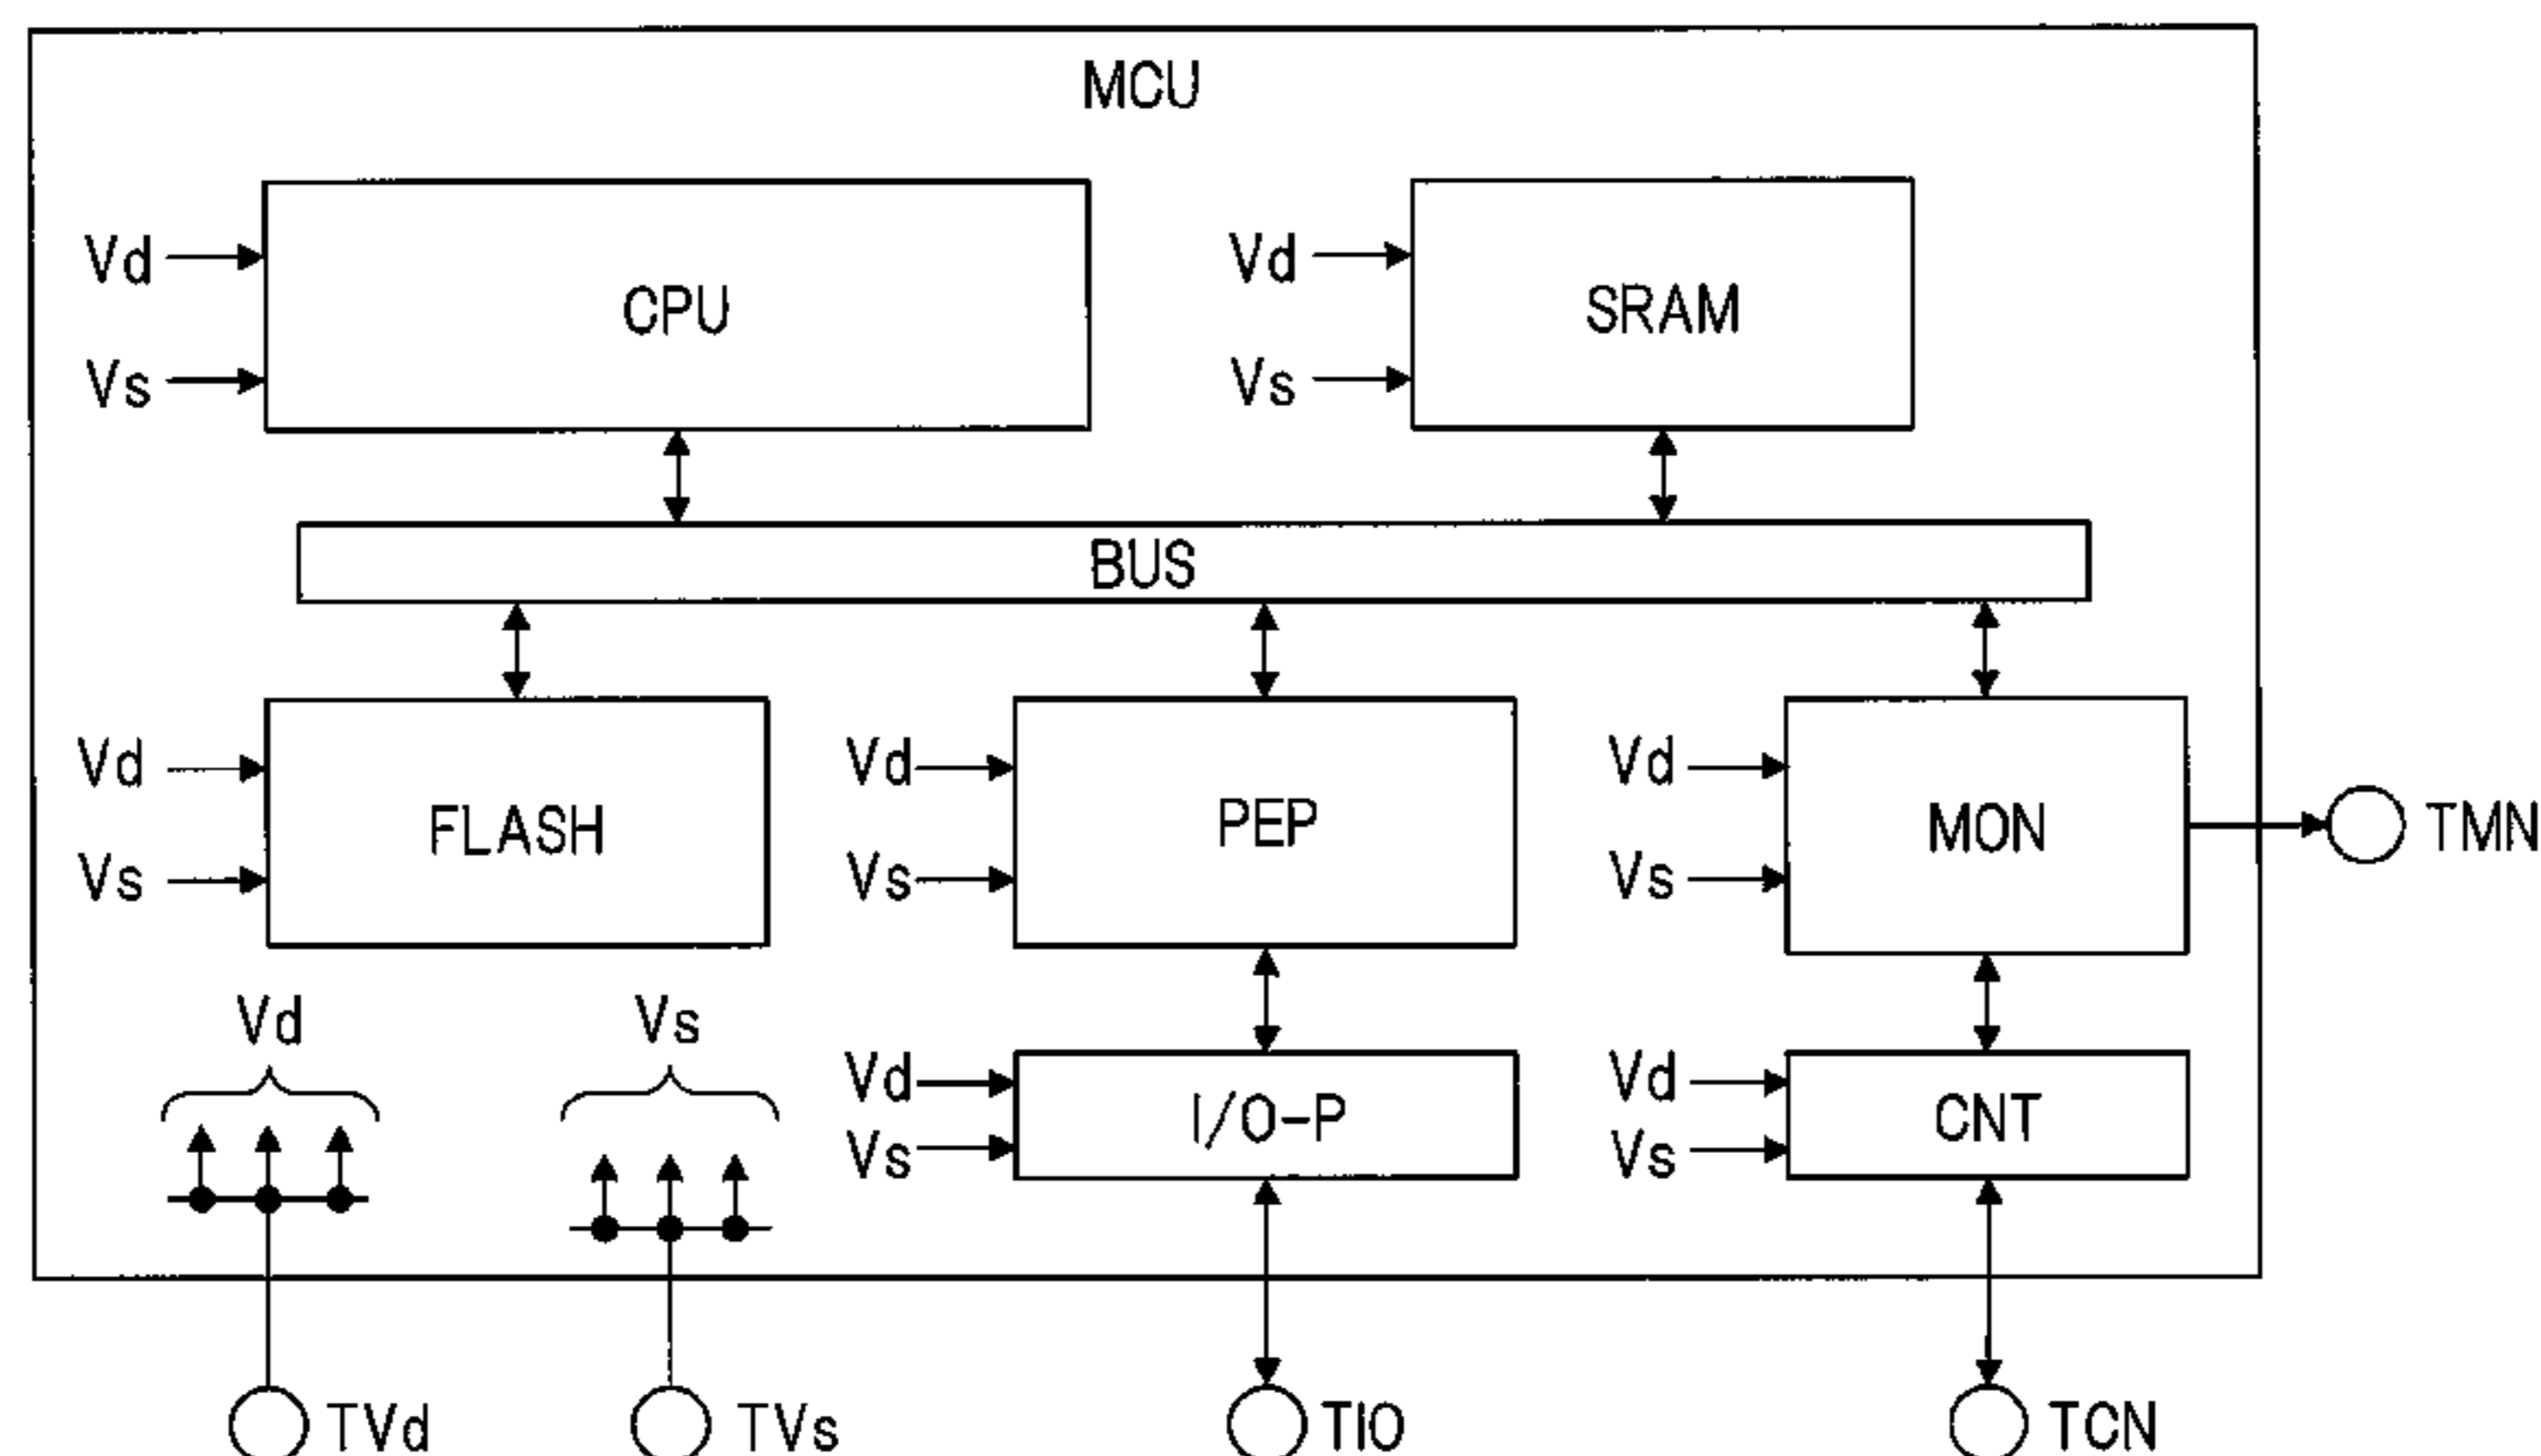 MCU
Vd
CPU
Vs
Vd
SRAM
Vs
BUS
Vd
FLASH
Vs
Vd
PEP
Vs
Vd
MON
Vs
TMN
Vd
Vs
Vd
I/O-P
Vs
Vd
CNT
Vs
TVd
TVs
TIO
TCN